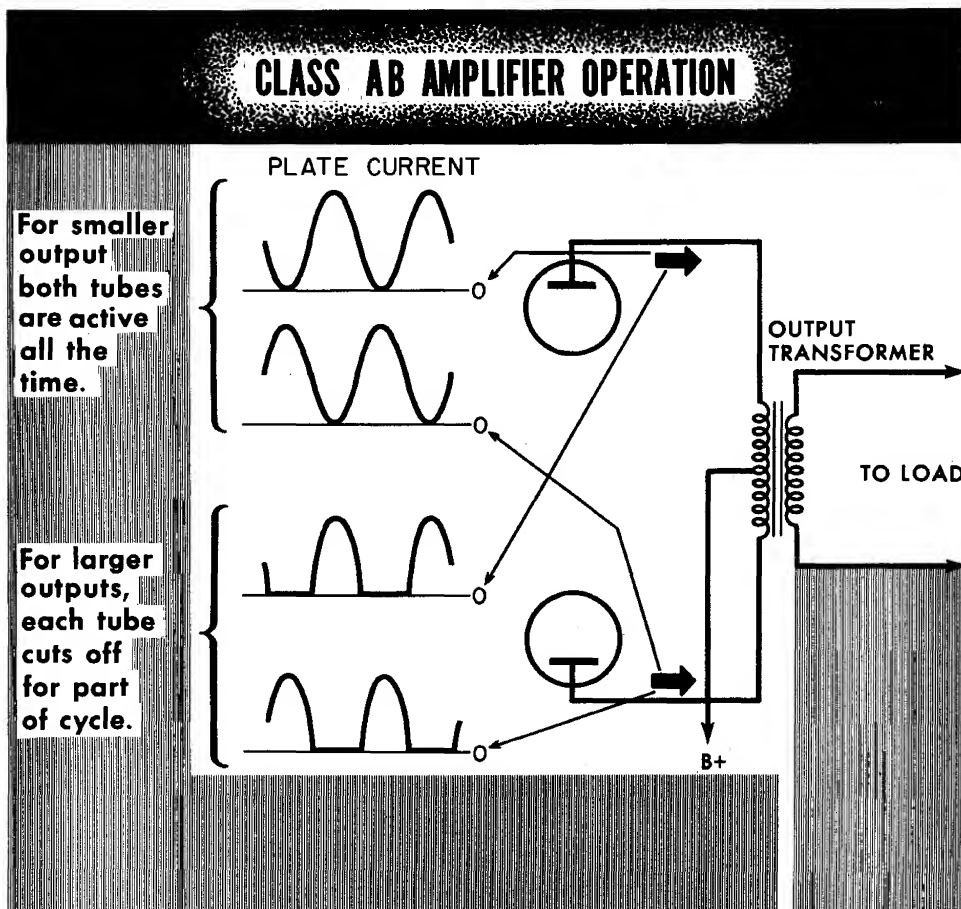 CLASS AB AMPLIFIER OPERATION
PLATE CURRENT
For smaller
output
both tubes
are active
all the
time.
O
O
OUTPUT
TRANSFORMER
TO LOAD
For larger
outputs,
each tube
cuts off
for part
of cycle.
O
O
B+